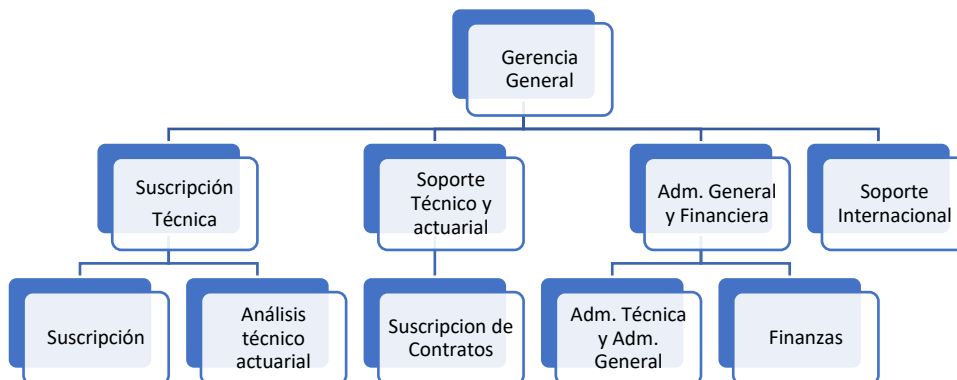 Gerencia
General
Suscripción
Técnica
Soporte
Técnico y
actuarial
Adm. General
y Financiera
Soporte
Internacional
Suscripción
Análisis
técnico
actuarial
Suscripcion de
Contratos
Adm. Técnica
y Adm.
General
Finanzas